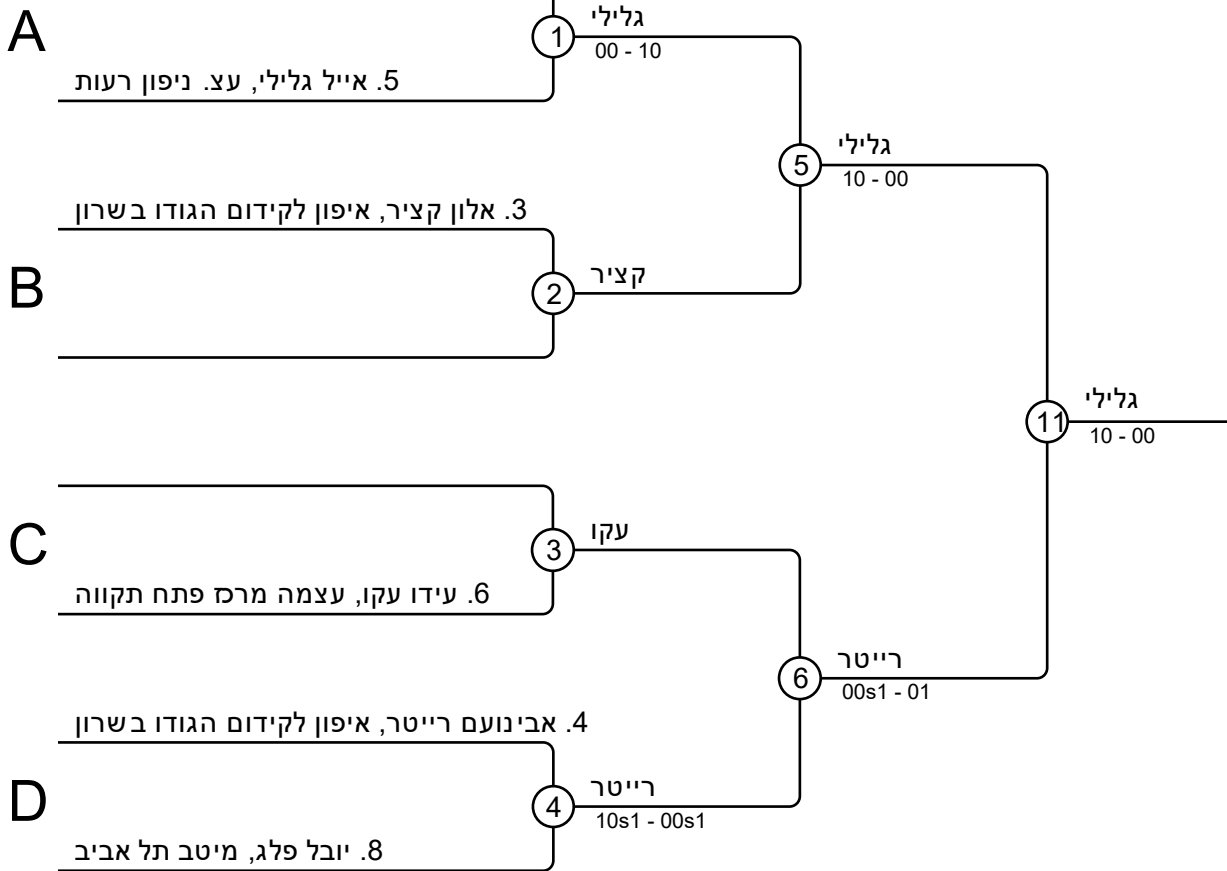 A
1
גלילי
00 - 10
5. אייל גלילי, עצ. ניפון רעות
5
גלילי
10 - 00
3. אלון קציר, איפון לקידום הגודו בשרון
B
2
קציר
11
גלילי
10 - 00
C
3
עקו
6. עידו עקו, עצמה מרכז פתח תקווה
6
רייטר
00s1 - 01
4. אבינועם רייטר, איפון לקידום הגודו בשרון
D
4
רייטר
10s1 - 00s1
8. יובל פלג, מיטב תל אביב